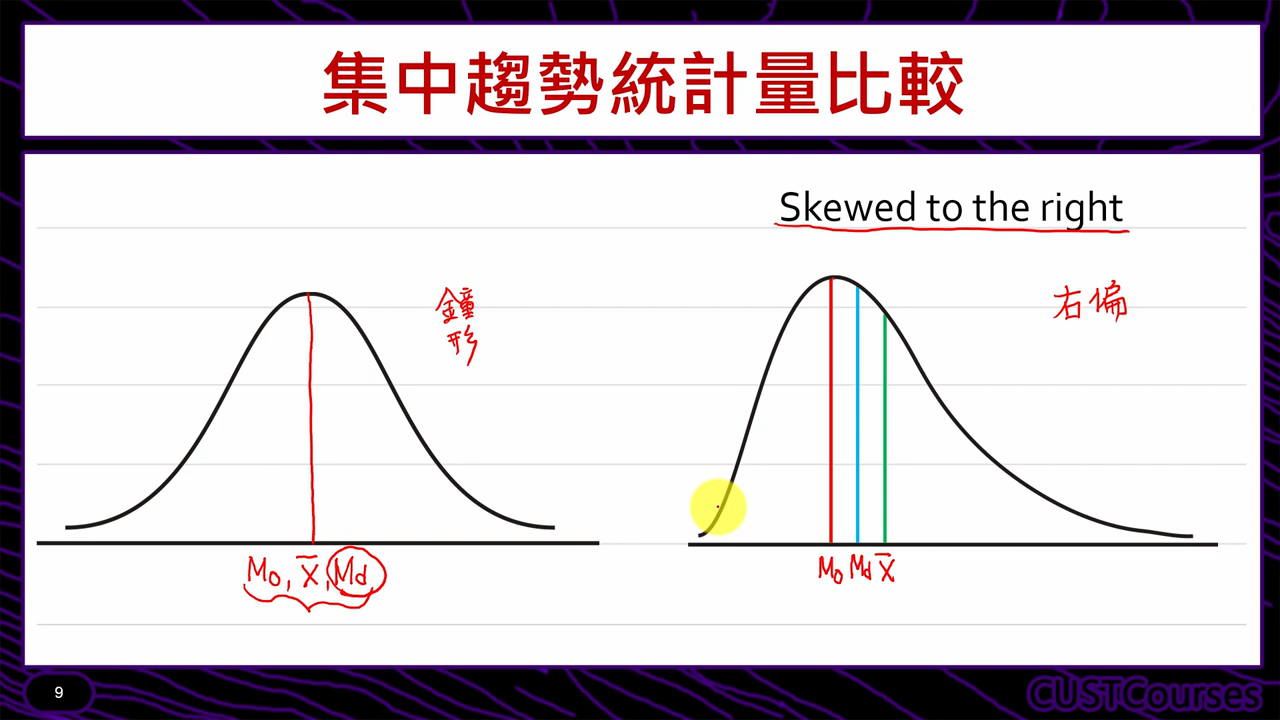 集中趨勢統計量比較
Skewed to the right
鐘形
右偏
Mo, x̄, Md
Mo Md x̄
9
CUSTCourses